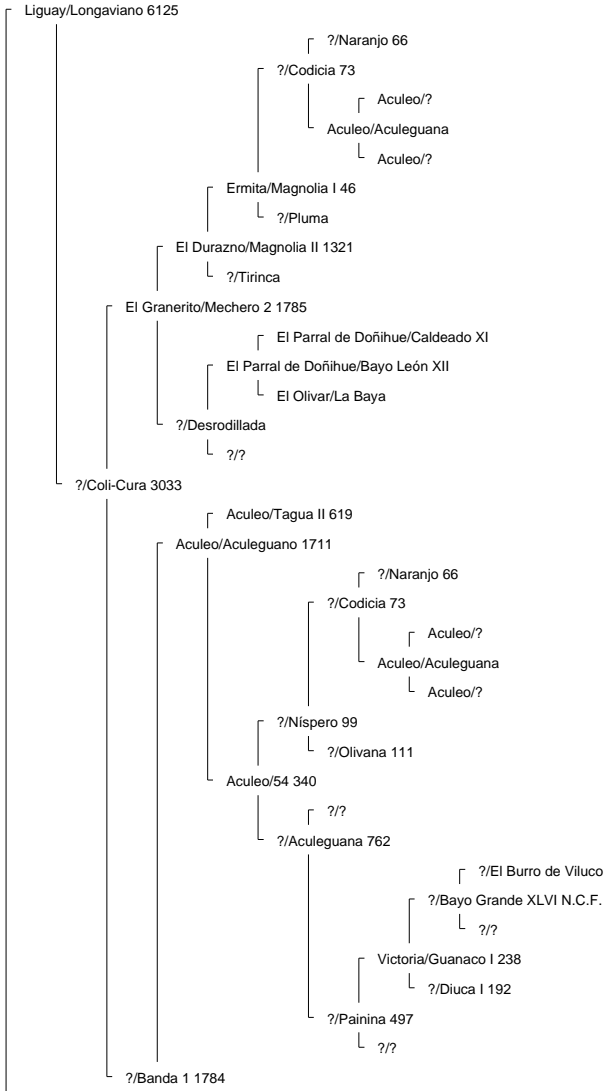 Liguay/Longaviano 6125
?/Naranjo 66
?/Codicia 73
Aculeo/?
Aculeo/Aculeguana
Aculeo/?
Ermita/Magnolia I 46
?/Pluma
El Durazno/Magnolia II 1321
?/Tirinca
El Granerito/Mechero 2 1785
El Parral de Doñihue/Caldeado XI
El Parral de Doñihue/Bayo León XII
El Olivar/La Baya
?/Desrodillada
?/?
?/Coli-Cura 3033
Aculeo/Tagua II 619
Aculeo/Aculeguano 1711
?/Naranjo 66
?/Codicia 73
Aculeo/?
Aculeo/Aculeguana
Aculeo/?
?/Níspero 99
?/Olivana 111
Aculeo/54 340
?/?
?/Aculeguana 762
?/El Burro de Viluco
?/Bayo Grande XLVI N.C.F.
?/?
Victoria/Guanaco I 238
?/Diuca I 192
?/Painina 497
?/?
?/Banda 1 1784